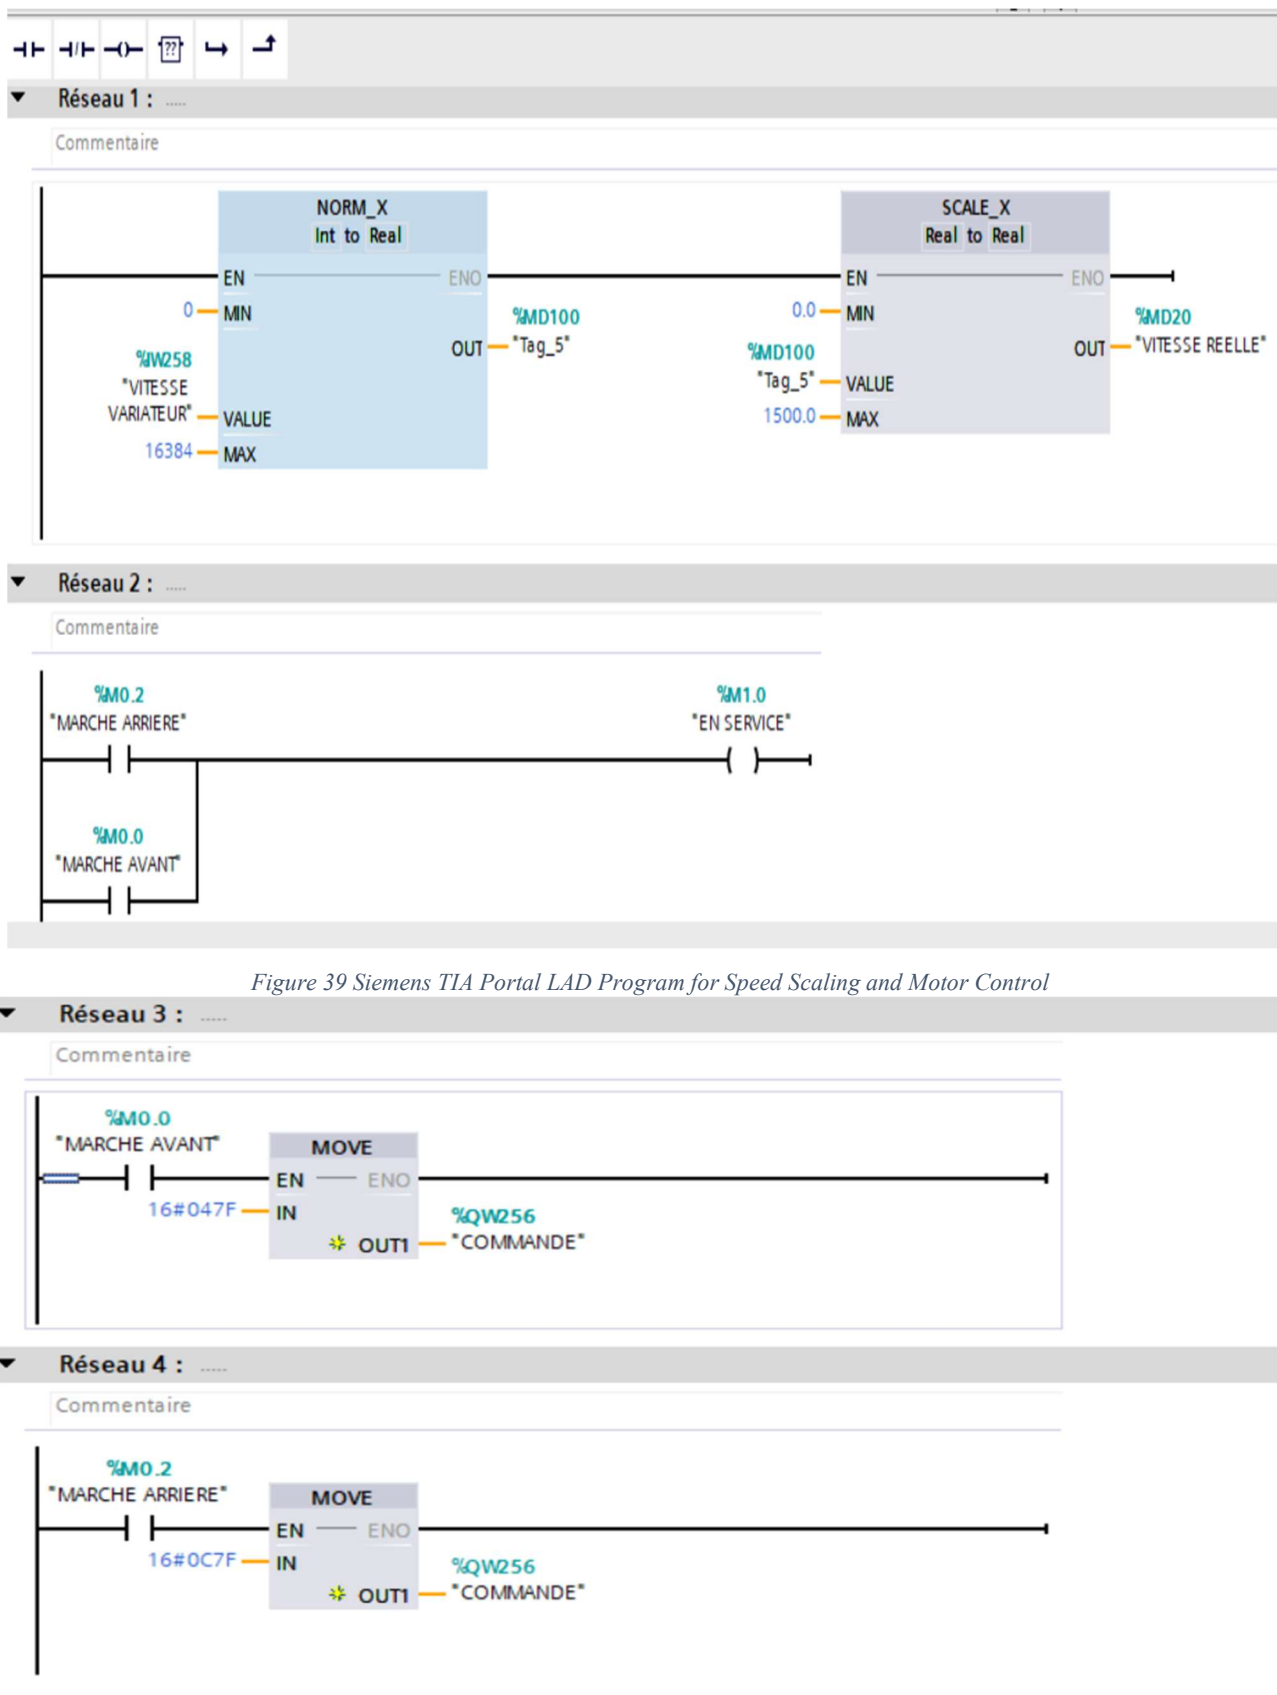 ??
Réseau 1 : .....
Commentaire
NORM_X
Int to Real
EN ENO
0 MIN
%MD100
OUT "Tag_5"
%IW258
"VITESSE
VARIATEUR" VALUE
16384 MAX
SCALE_X
Real to Real
EN ENO
0.0 MIN
%MD20
OUT "VITESSE REELLE"
%MD100
"Tag_5" VALUE
1500.0 MAX
Réseau 2 : .....
Commentaire
%M0.2
"MARCHE ARRIERE"
%M1.0
"EN SERVICE"
%M0.0
"MARCHE AVANT"
Figure 39 Siemens TIA Portal LAD Program for Speed Scaling and Motor Control
Réseau 3 : .....
Commentaire
%M0.0
"MARCHE AVANT"
MOVE
EN ENO
16#047F IN
%QW256
OUT1 "COMMANDE"
Réseau 4 : .....
Commentaire
%M0.2
"MARCHE ARRIERE"
MOVE
EN ENO
16#0C7F IN
%QW256
OUT1 "COMMANDE"